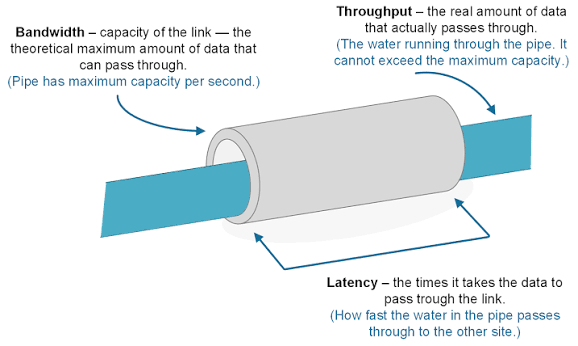 Bandwidth – capacity of the link — the
theoretical maximum amount of data that
can pass through.
(Pipe has maximum capacity per second.)
Throughput – the real amount of data
that actually passes through.
(The water running through the pipe. It
cannot exceed the maximum capacity.)
Latency – the times it takes the data to
pass trough the link.
(How fast the water in the pipe passes
through to the other site.)